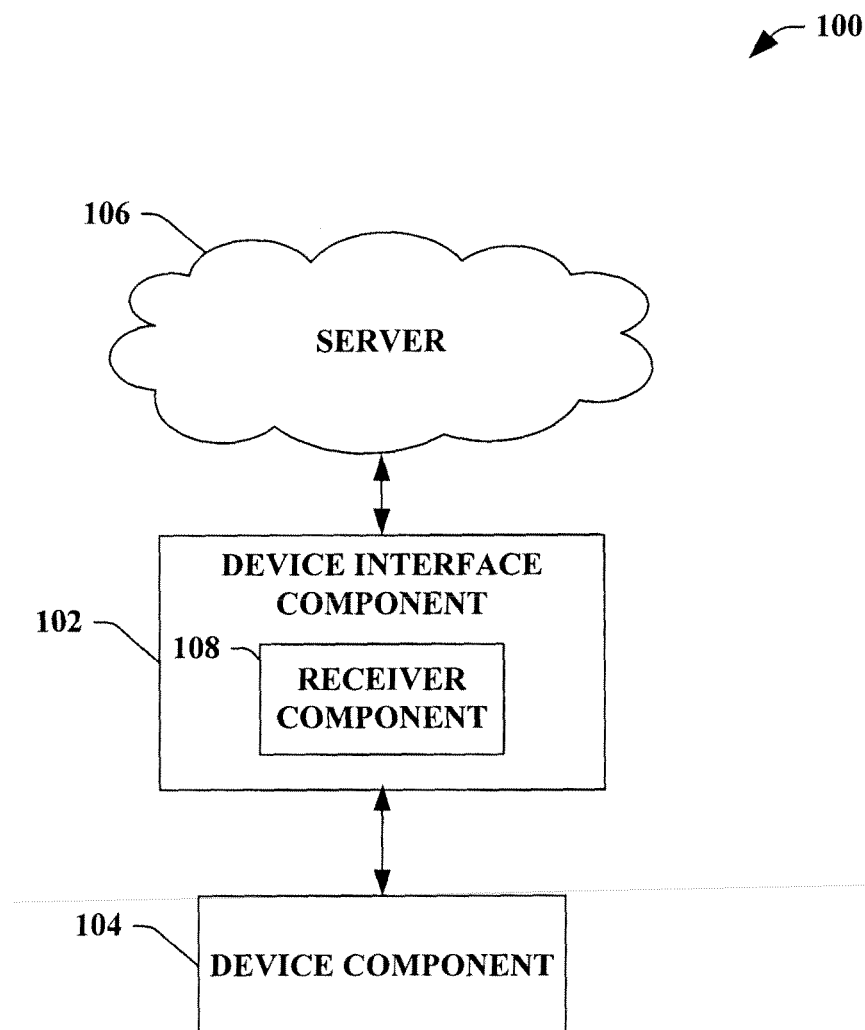 100
106
SERVER
DEVICE INTERFACE
COMPONENT
102
108
RECEIVER
COMPONENT
104
DEVICE COMPONENT